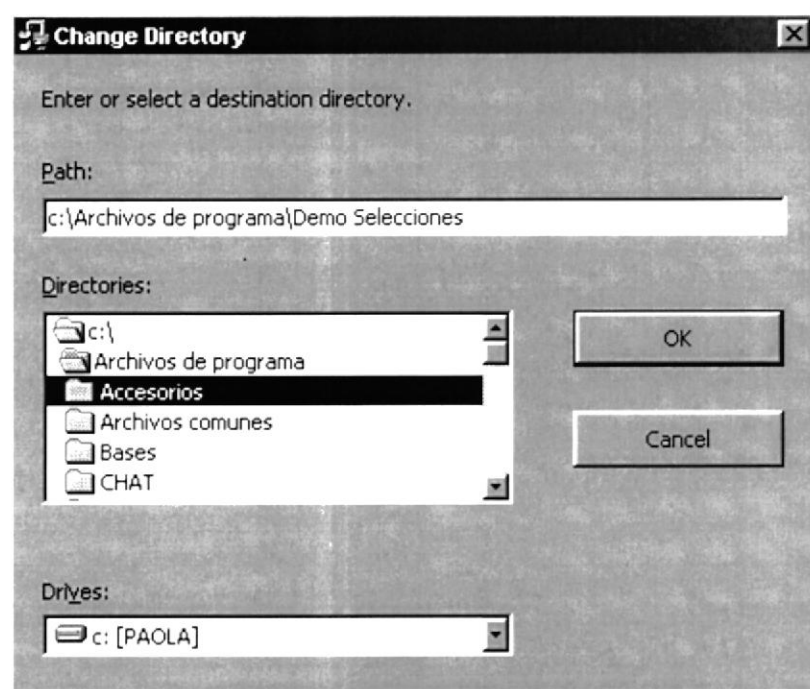 Change Directory
Enter or select a destination directory.
Path:
c:\Archivos de programa\Demo Selecciones
Directories:
c:\
Archivos de programa
Accesorios
Archivos comunes
Bases
CHAT
OK
Cancel
Drives:
c: [PAOLA]